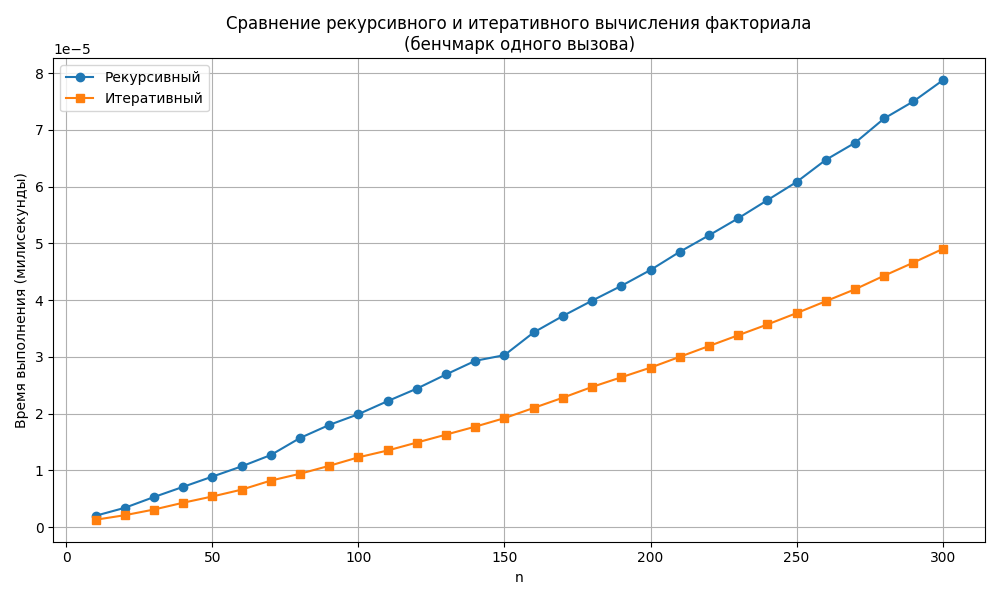 Сравнение рекурсивного и итеративного вычисления факториала
(бенчмарк одного вызова)
1e−5
Рекурсивный
Итеративный
Время выполнения (милисекунды)
8
7
6
5
4
3
2
1
0
0 50 100 150 200 250 300
n